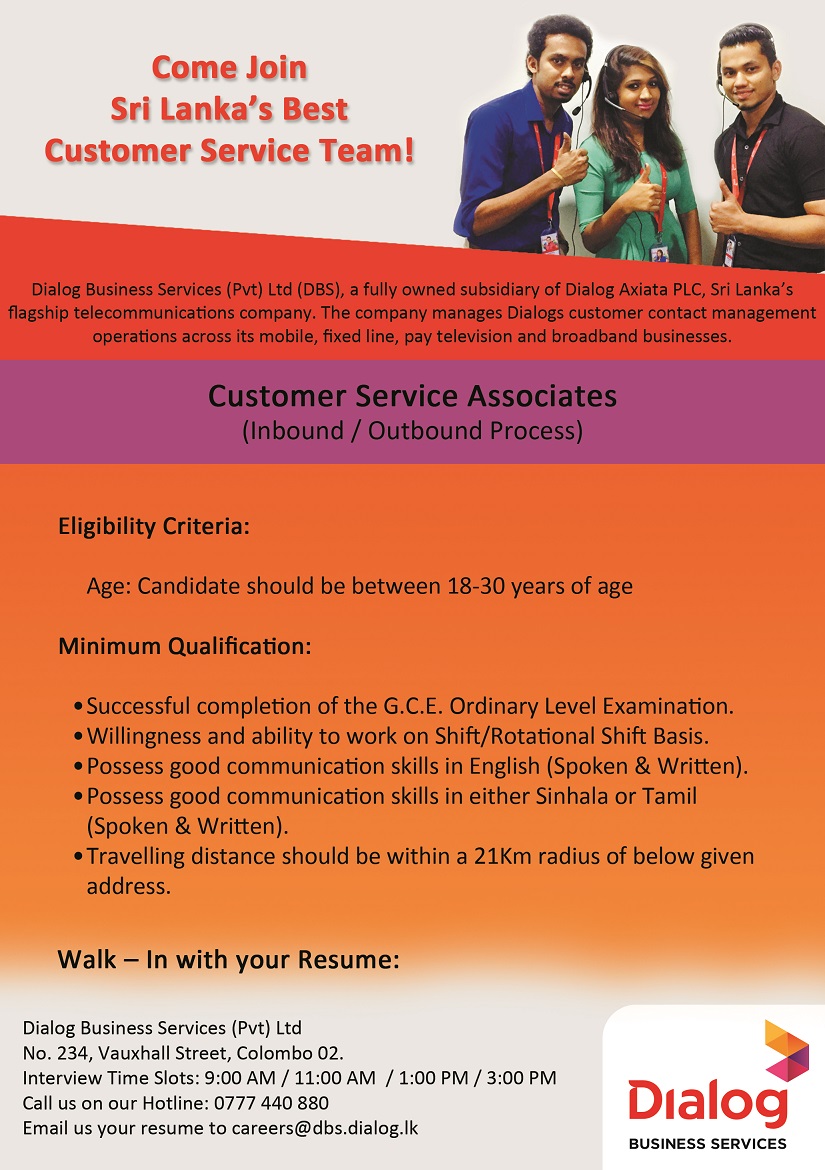 Come Join
Sri Lanka’s Best
Customer Service Team!
Dialog Business Services (Pvt) Ltd (DBS), a fully owned subsidiary of Dialog Axiata PLC, Sri Lanka’s
flagship telecommunications company. The company manages Dialogs customer contact management
operations across its mobile, fixed line, pay television and broadband businesses.
Customer Service Associates
(Inbound / Outbound Process)
Eligibility Criteria:
Age: Candidate should be between 18-30 years of age
Minimum Qualification:
•Successful completion of the G.C.E. Ordinary Level Examination.
•Willingness and ability to work on Shift/Rotational Shift Basis.
•Possess good communication skills in English (Spoken & Written).
•Possess good communication skills in either Sinhala or Tamil
(Spoken & Written).
•Travelling distance should be within a 21Km radius of below given
address.
Walk – In with your Resume:
Dialog Business Services (Pvt) Ltd
No. 234, Vauxhall Street, Colombo 02.
Interview Time Slots: 9:00 AM / 11:00 AM / 1:00 PM / 3:00 PM
Call us on our Hotline: 0777 440 880
Email us your resume to careers@dbs.dialog.lk
Dialog
BUSINESS SERVICES